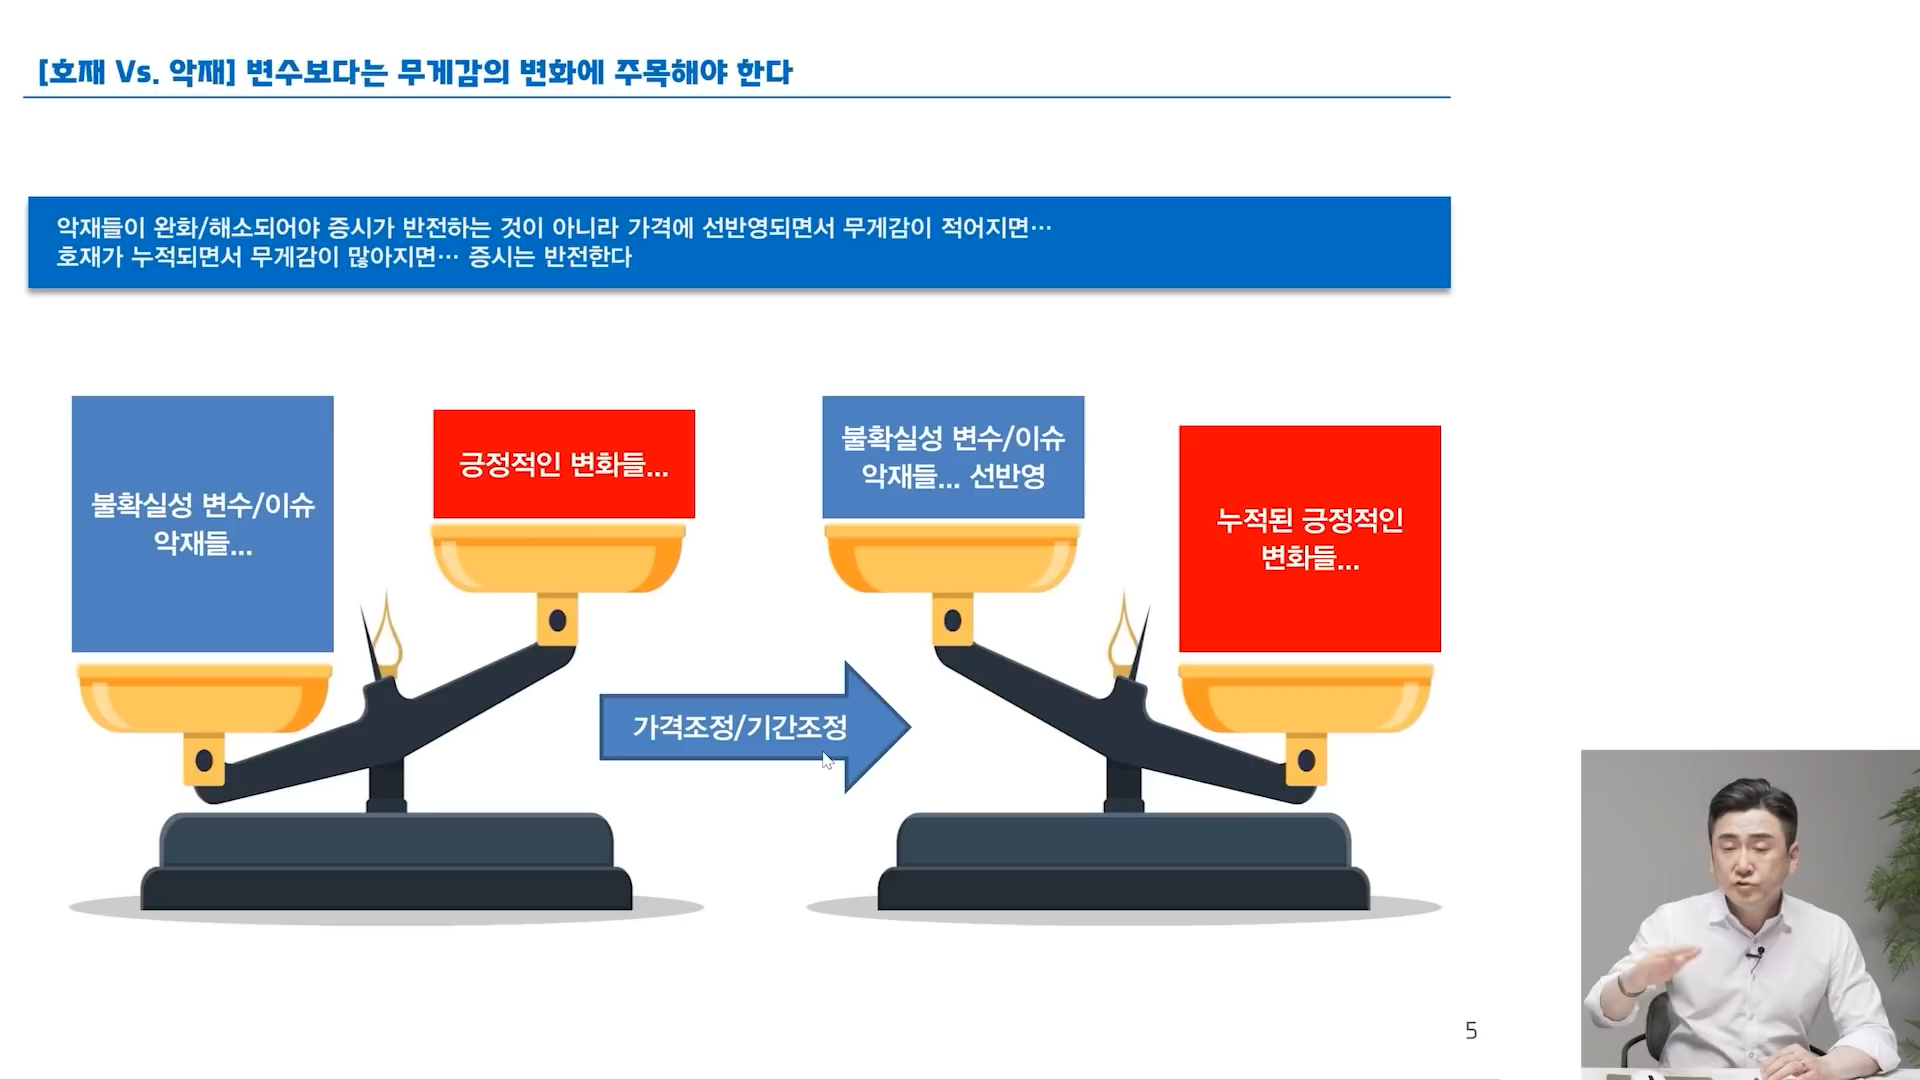 [호재 Vs. 악재] 변수보다는 무게감의 변화에 주목해야 한다
악재들이 완화/해소되어야 증시가 반전하는 것이 아니라 가격에 선반영되면서 무게감이 적어지면…
호재가 누적되면서 무게감이 많아지면… 증시는 반전한다
불확실성 변수/이슈
악재들...
긍정적인 변화들...
가격조정/기간조정
불확실성 변수/이슈
악재들... 선반영
누적된 긍정적인
변화들...
5